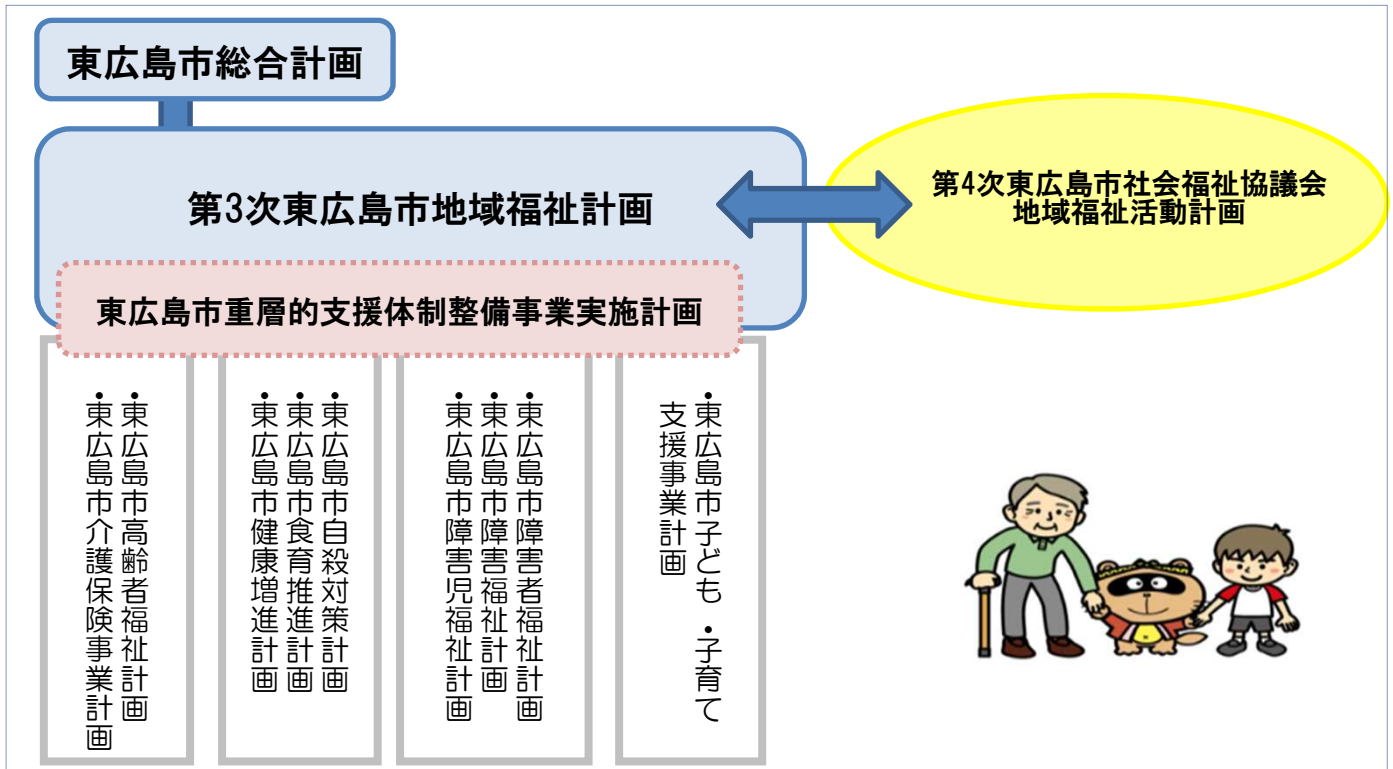 東広島市総合計画
第3次東広島市地域福祉計画
第4次東広島市社会福祉協議会
地域福祉活動計画
東広島市重層的支援体制整備事業実施計画
・東広島市高齢者福祉計画
・東広島市介護保険事業計画
・東広島市自殺対策計画
・東広島市食育推進計画
・東広島市健康増進計画
・東広島市障害者福祉計画
・東広島市障害福祉計画
・東広島市障害児福祉計画
・東広島市子ども・子育て
支援事業計画